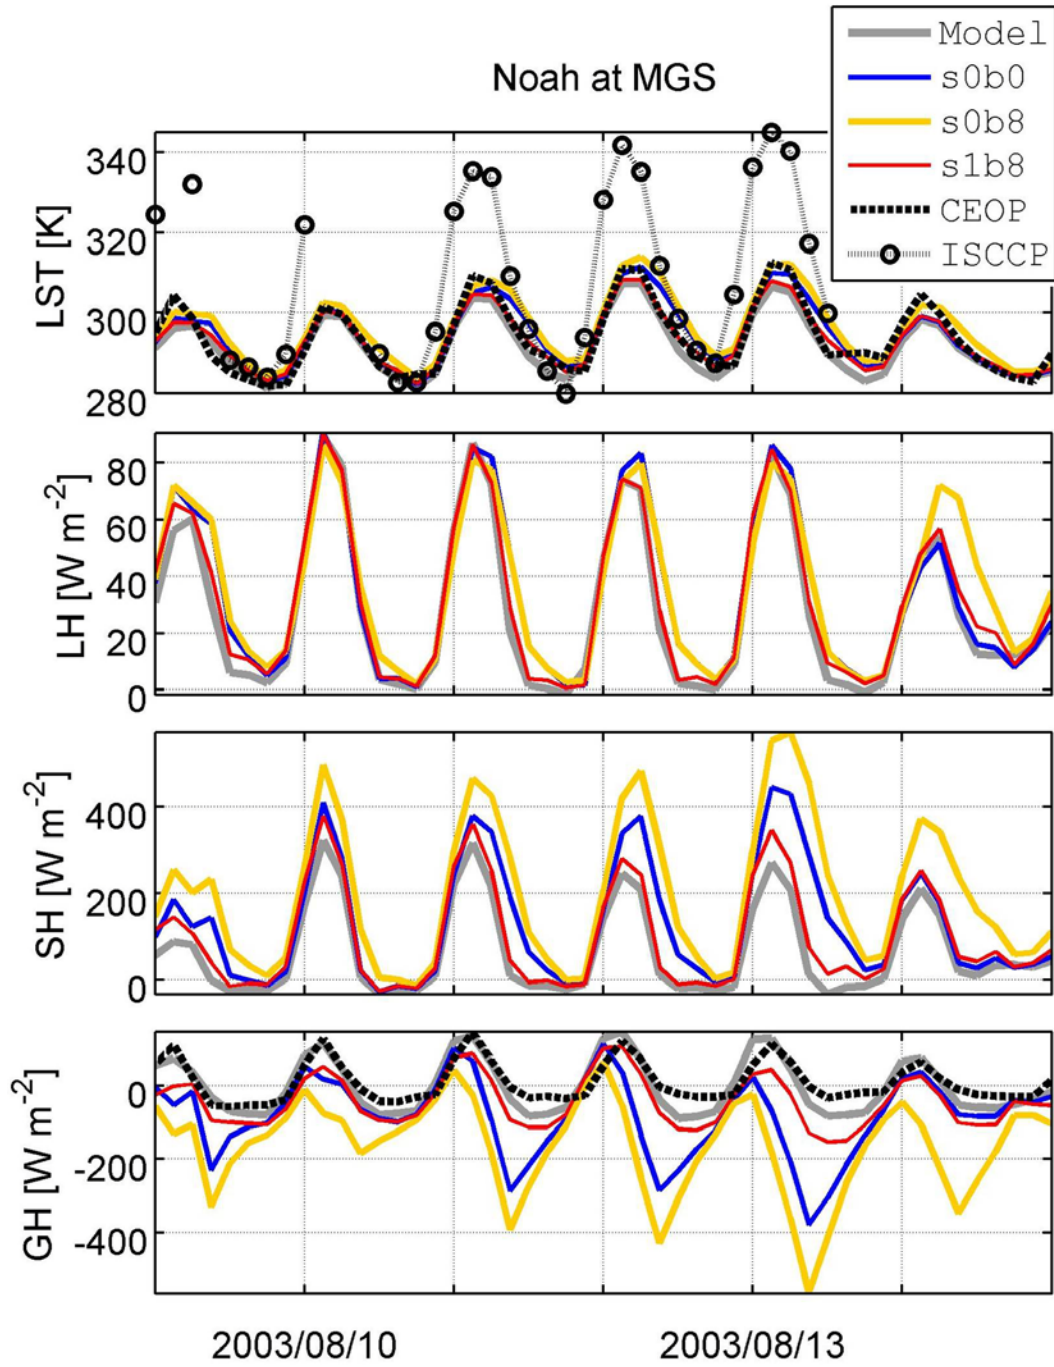 Noah at MGS
Model
s0b0
s0b8
s1b8
CEOP
ISCCP
LST [K]
340
320
300
280
LH [W m⁻²]
80
60
40
20
0
SH [W m⁻²]
400
200
0
GH [W m⁻²]
0
-200
-400
2003/08/10
2003/08/13